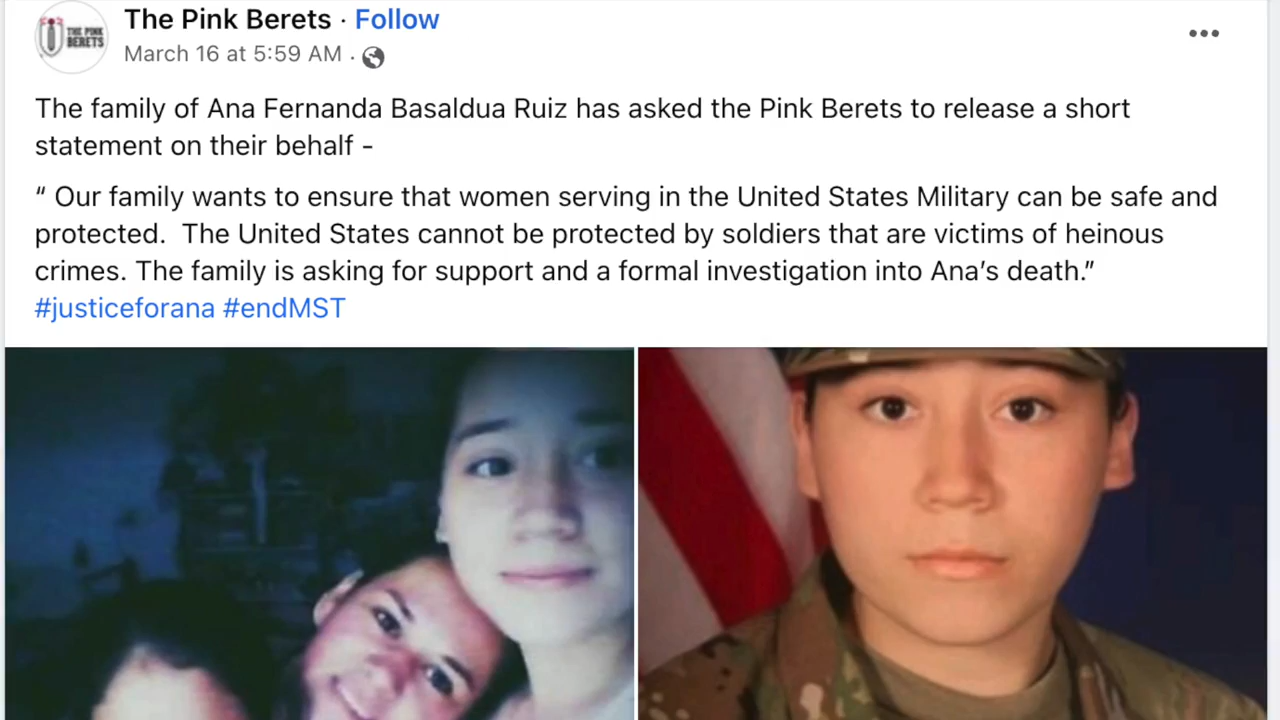 THE PINK
BERETS
The Pink Berets · Follow
March 16 at 5:59 AM ·
The family of Ana Fernanda Basaldua Ruiz has asked the Pink Berets to release a short
statement on their behalf -
“ Our family wants to ensure that women serving in the United States Military can be safe and
protected.  The United States cannot be protected by soldiers that are victims of heinous
crimes. The family is asking for support and a formal investigation into Ana’s death.”
#justiceforana #endMST